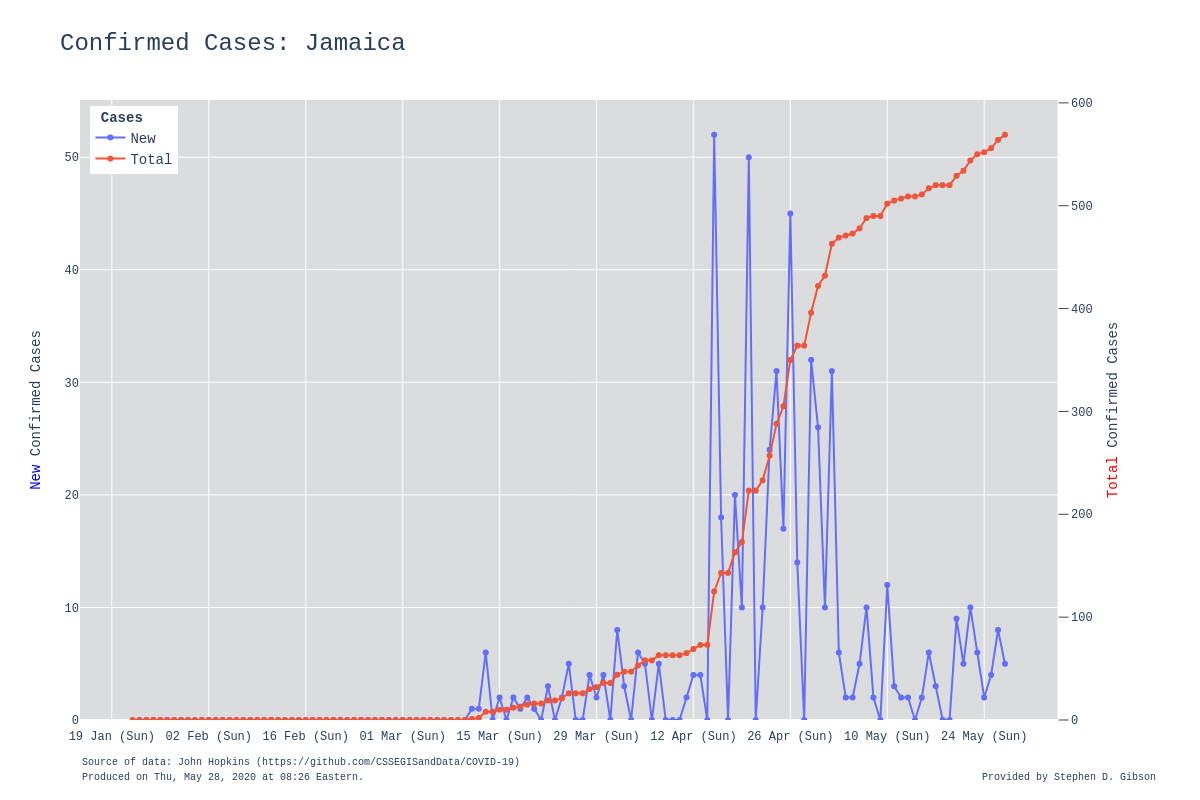 Confirmed Cases: Jamaica
Cases
New
Total
600
50
500
40
400
30
300
20
200
10
100
0
0
New Confirmed Cases
Total Confirmed Cases
19 Jan (Sun) 02 Feb (Sun) 16 Feb (Sun) 01 Mar (Sun) 15 Mar (Sun) 29 Mar (Sun) 12 Apr (Sun) 26 Apr (Sun) 10 May (Sun) 24 May (Sun)
Source of data: John Hopkins (https://github.com/CSSEGISandData/COVID-19)
Produced on Thu, May 28, 2020 at 08:26 Eastern.
Provided by Stephen D. Gibson